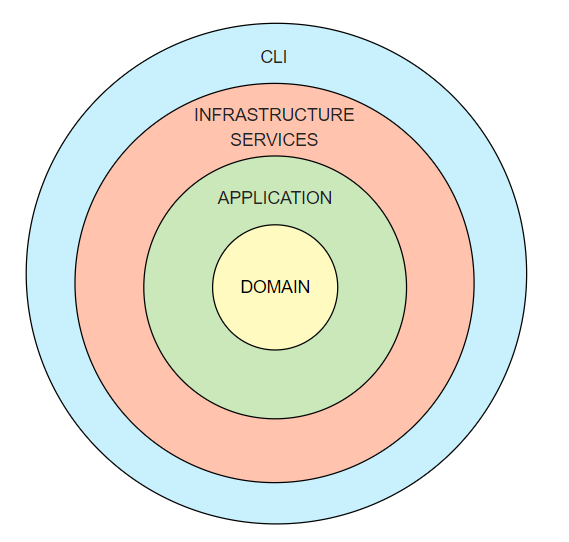 CLI
INFRASTRUCTURE
SERVICES
APPLICATION
DOMAIN